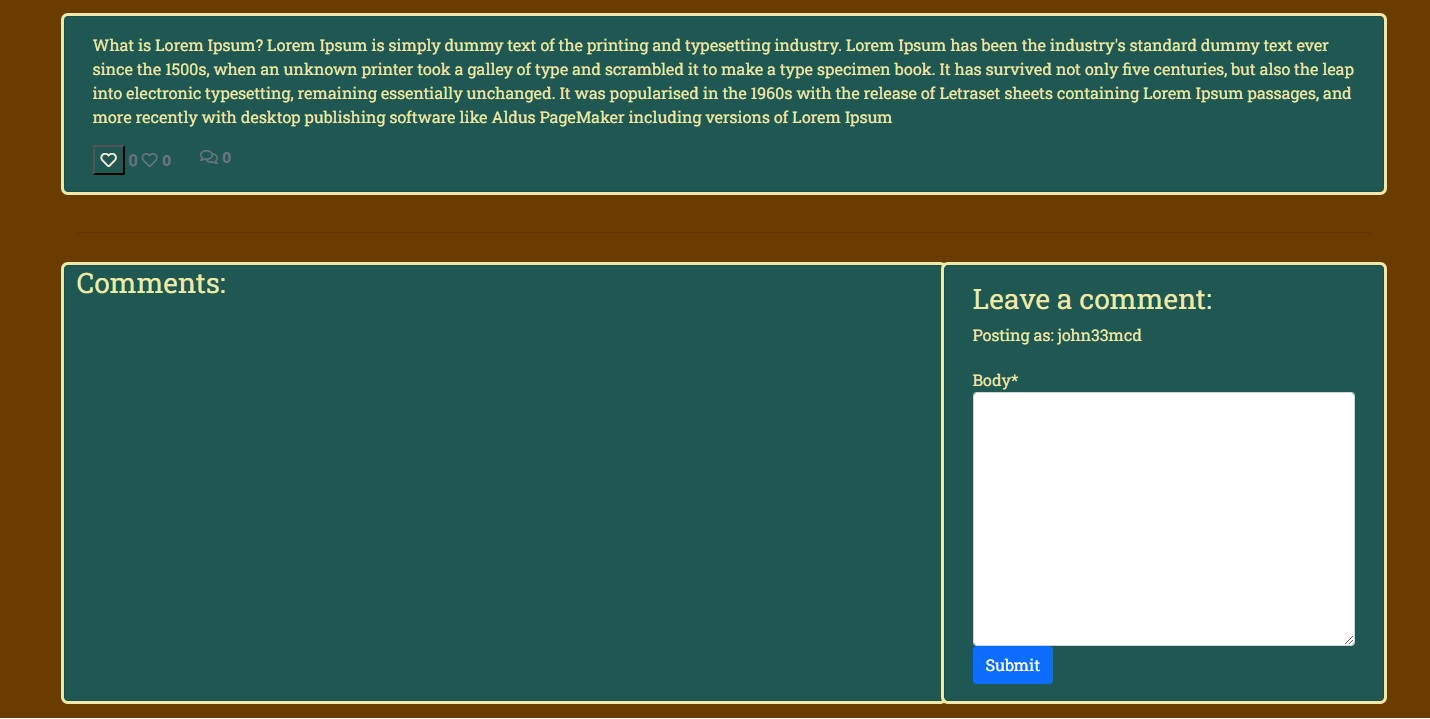 What is Lorem Ipsum? Lorem Ipsum is simply dummy text of the printing and typesetting industry. Lorem Ipsum has been the industry's standard dummy text ever
since the 1500s, when an unknown printer took a galley of type and scrambled it to make a type specimen book. It has survived not only five centuries, but also the leap
into electronic typesetting, remaining essentially unchanged. It was popularised in the 1960s with the release of Letraset sheets containing Lorem Ipsum passages, and
more recently with desktop publishing software like Aldus PageMaker including versions of Lorem Ipsum
0 0 0
Comments:
Leave a comment:
Posting as: john33mcd
Body*
Submit